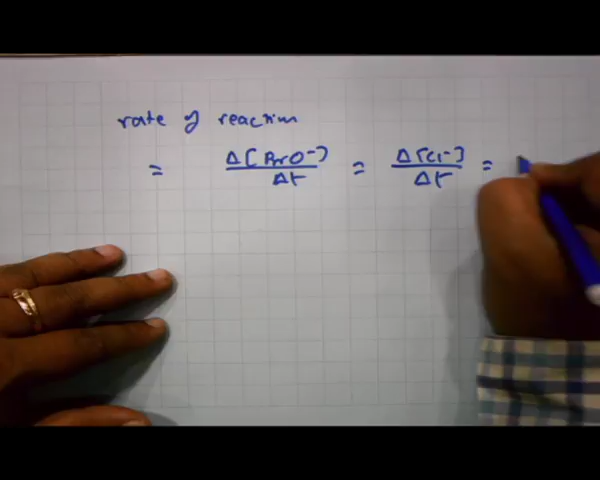 rate of reaction
= Δ[BrO⁻]/Δt = Δ[Cl⁻]/Δt =